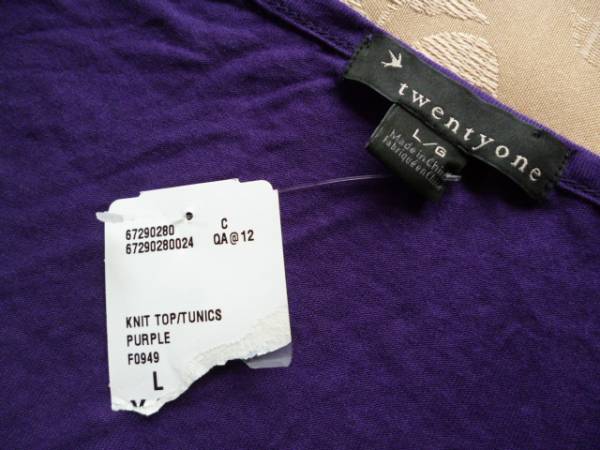 twentyone
L/G
Made in China
67290280 C
67290280024 QA@12
KNIT TOP/TUNICS
PURPLE
F0949
L